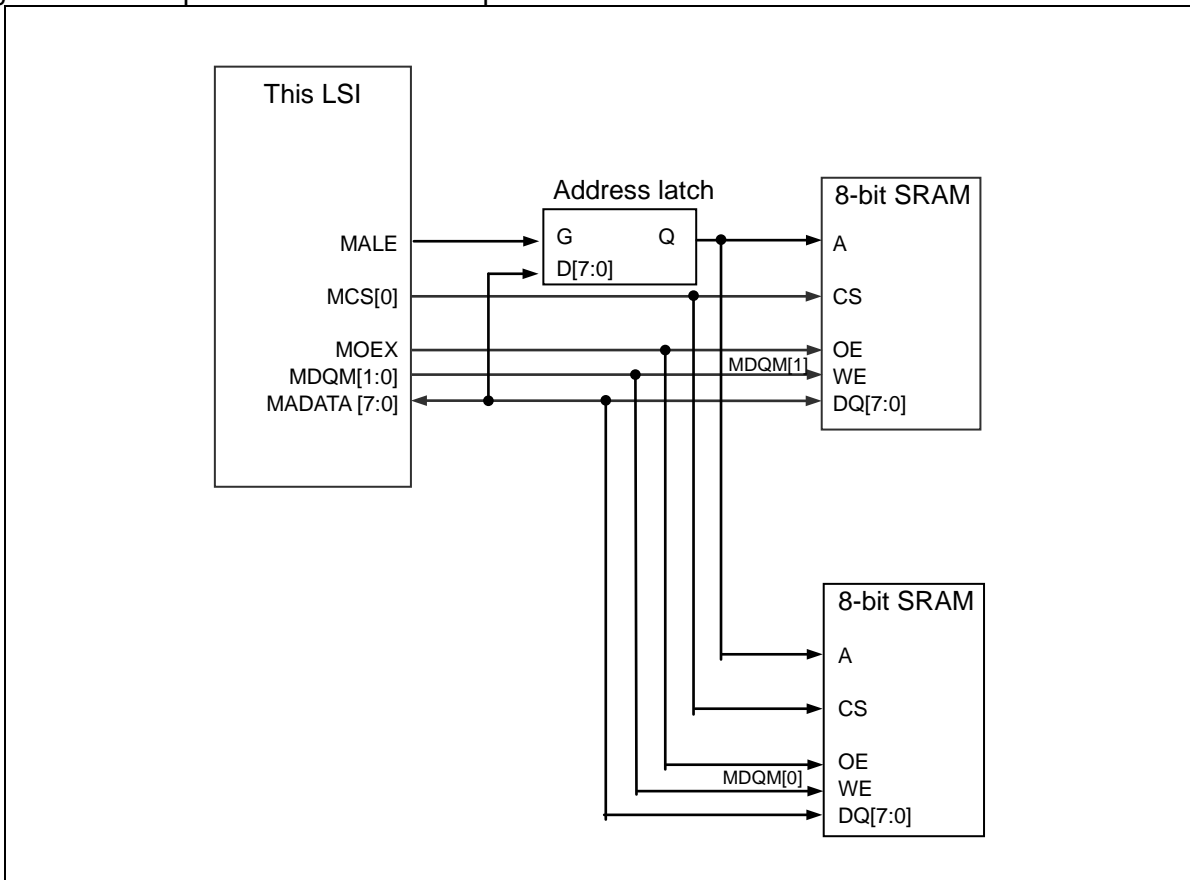 This LSI
MALE
MCS[0]
MOEX
MDQM[1:0]
MADATA [7:0]
Address latch
G Q
D[7:0]
8-bit SRAM
A
CS
OE
MDQM[1]
WE
DQ[7:0]
8-bit SRAM
A
CS
OE
MDQM[0]
WE
DQ[7:0]